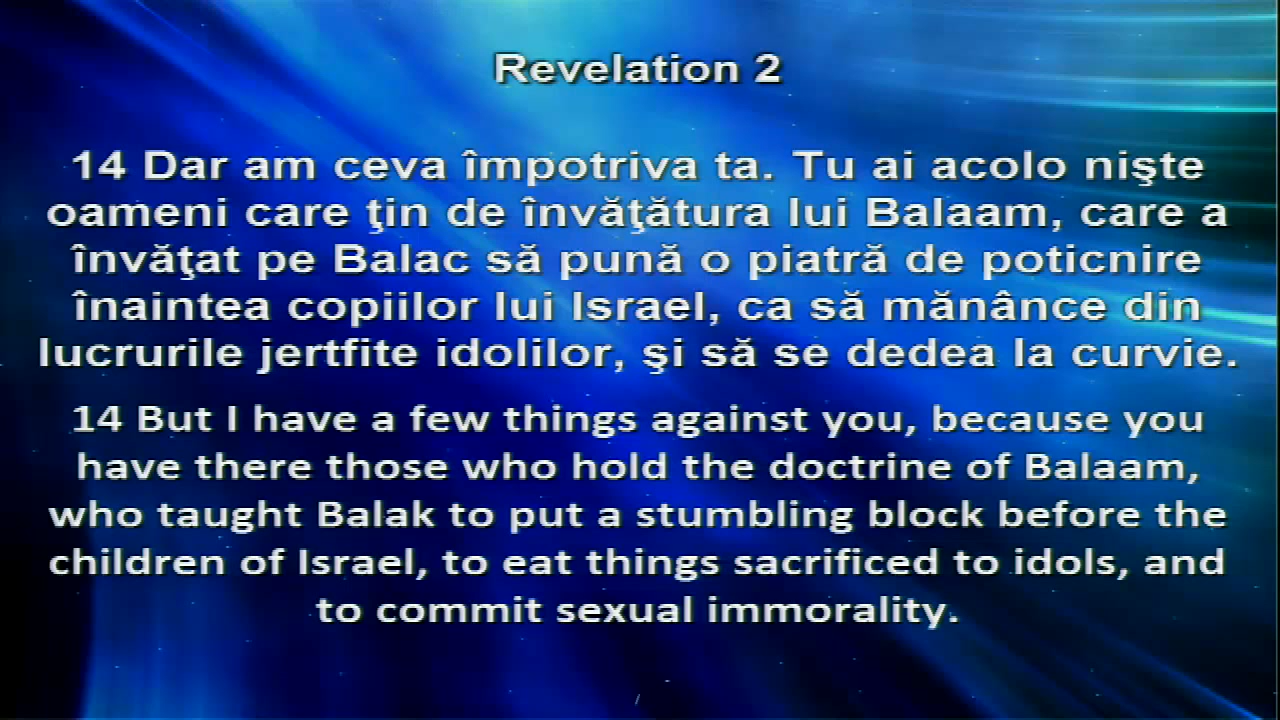 Revelation 2
14 Dar am ceva împotriva ta. Tu ai acolo nişte
oameni care ţin de învăţătura lui Balaam, care a
învăţat pe Balac să pună o piatră de poticnire
înaintea copiilor lui Israel, ca să mănânce din
lucrurile jertfite idolilor, şi să se dedea la curvie.
14 But I have a few things against you, because you
have there those who hold the doctrine of Balaam,
who taught Balak to put a stumbling block before the
children of Israel, to eat things sacrificed to idols, and
to commit sexual immorality.